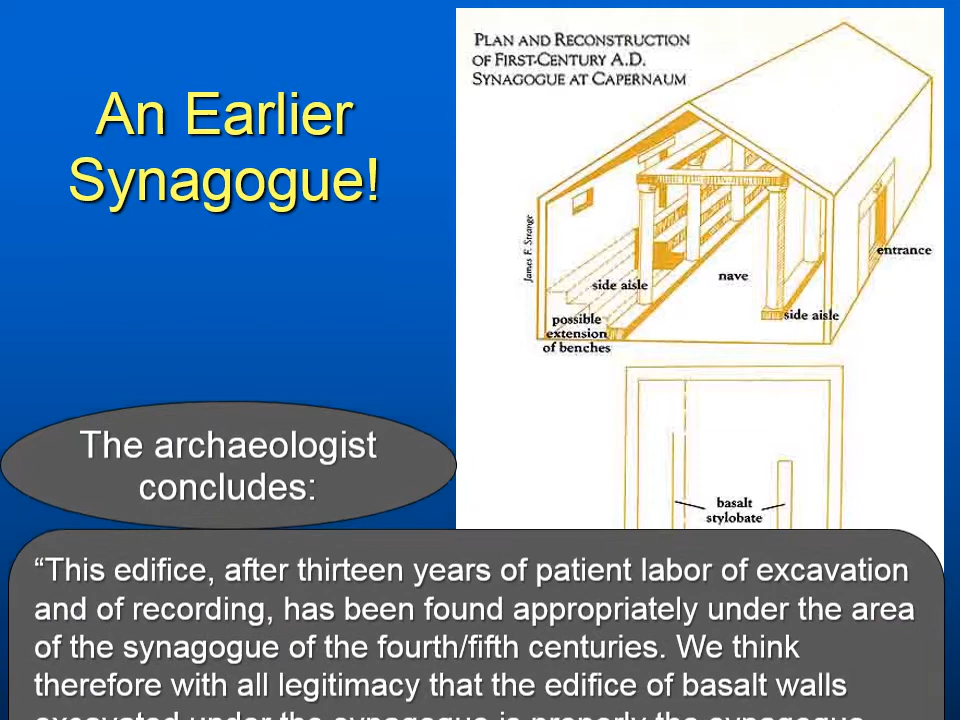 An Earlier
Synagogue!
PLAN AND RECONSTRUCTION
OF FIRST-CENTURY A.D.
SYNAGOGUE AT CAPERNAUM
James F. Strange
entrance
nave
side aisle
side aisle
possible
extension
of benches
basalt
stylobate
The archaeologist
concludes:
“This edifice, after thirteen years of patient labor of excavation
and of recording, has been found appropriately under the area
of the synagogue of the fourth/fifth centuries. We think
therefore with all legitimacy that the edifice of basalt walls
excavated under the synagogue is properly the synagogue